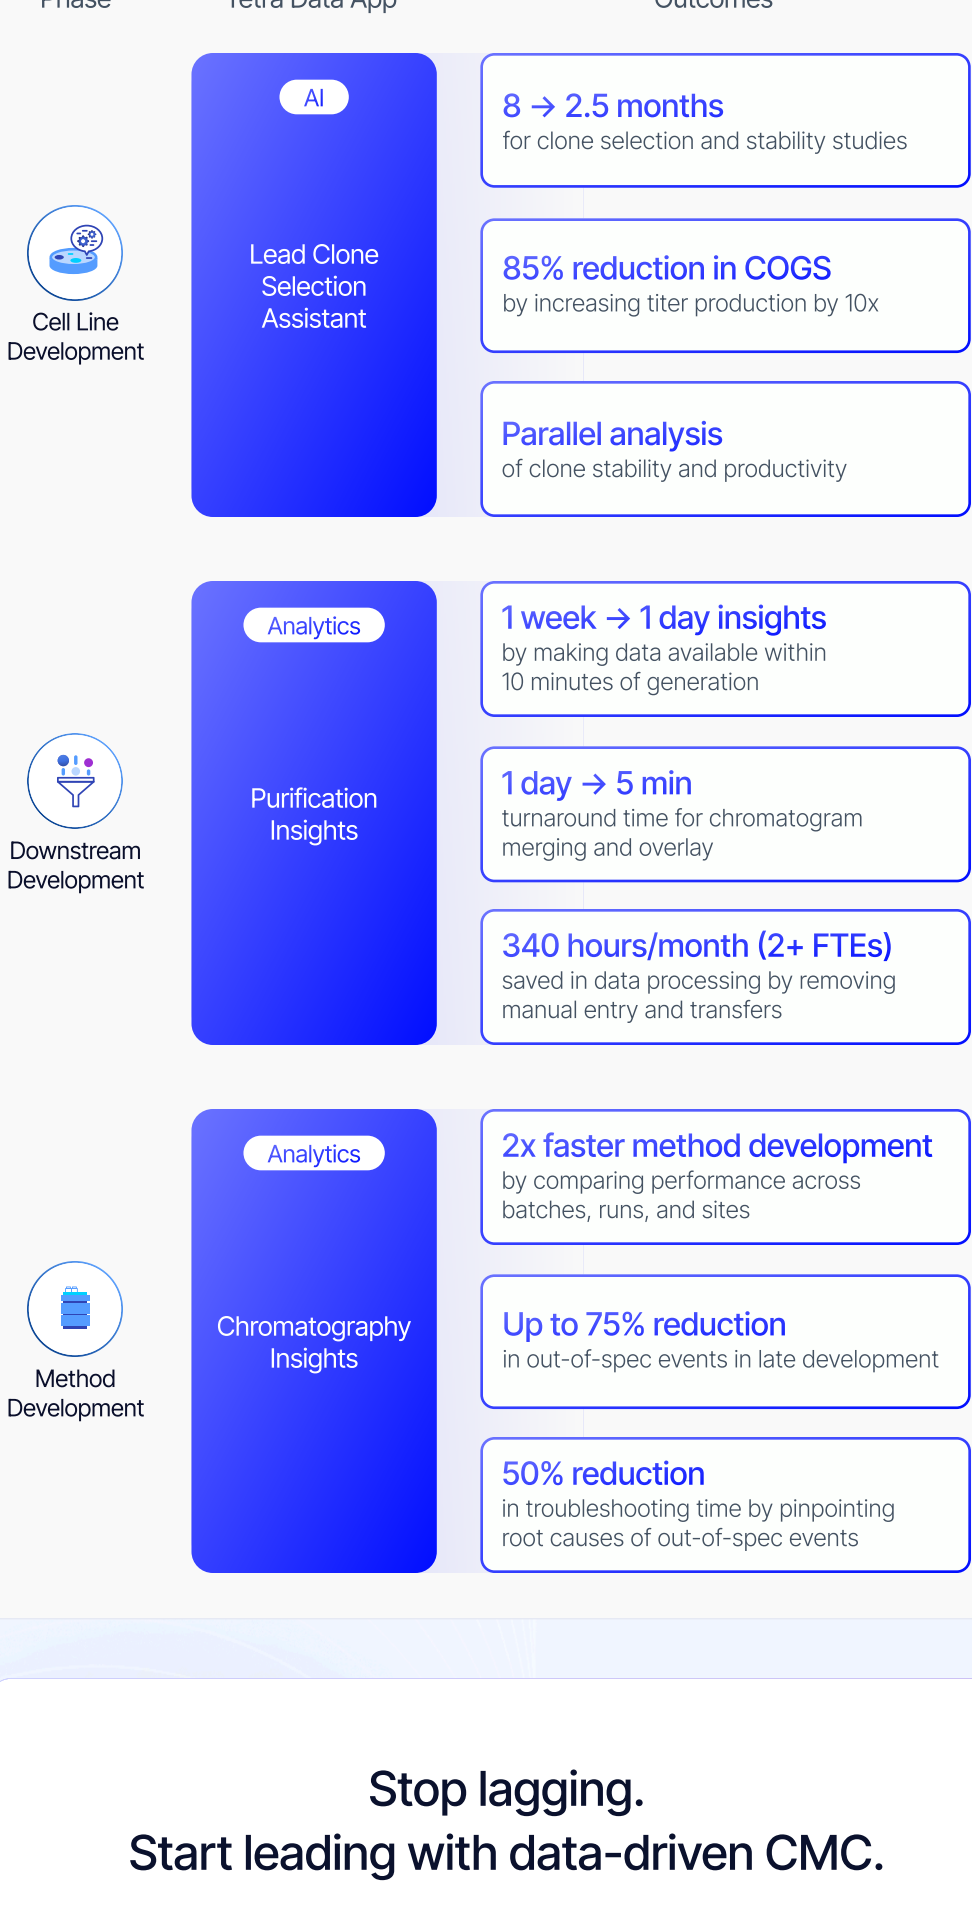 Phase
Tetra Data App
Outcomes
Cell Line
Development
AI
Lead Clone
Selection
Assistant
8 → 2.5 months
for clone selection and stability studies
85% reduction in COGS
by increasing titer production by 10x
Parallel analysis
of clone stability and productivity
Downstream
Development
Analytics
Purification
Insights
1 week → 1 day insights
by making data available within
10 minutes of generation
1 day → 5 min
turnaround time for chromatogram
merging and overlay
340 hours/month (2+ FTEs)
saved in data processing by removing
manual entry and transfers
Method
Development
Analytics
Chromatography
Insights
2x faster method development
by comparing performance across
batches, runs, and sites
Up to 75% reduction
in out-of-spec events in late development
50% reduction
in troubleshooting time by pinpointing
root causes of out-of-spec events
Stop lagging.
Start leading with data-driven CMC.